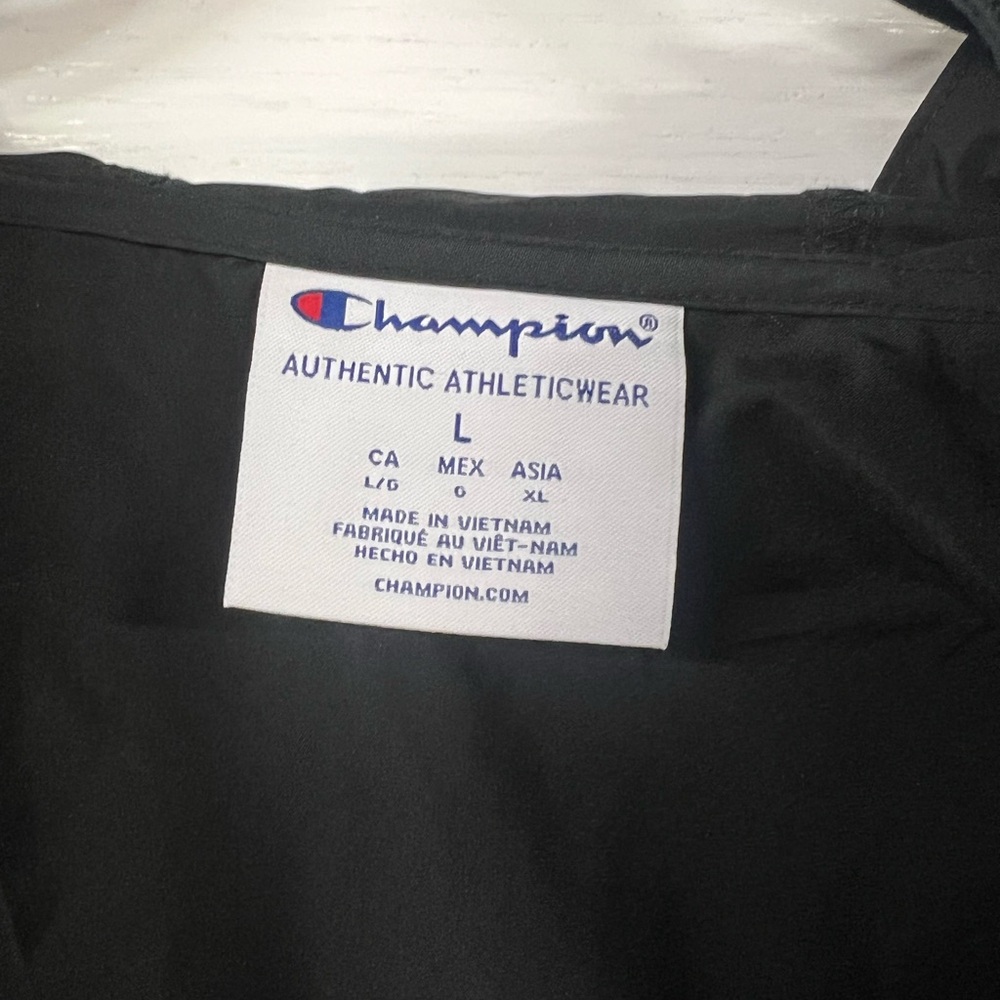 Champion®
AUTHENTIC ATHLETICWEAR
L
CA MEX ASIA
L/G G XL
MADE IN VIETNAM
FABRIQUÉ AU VIÊT-NAM
HECHO EN VIETNAM
CHAMPION.COM